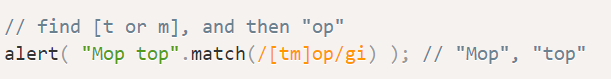 // find [t or m], and then "op"
alert( "Mop top".match(/[tm]op/gi) ); // "Mop", "top"